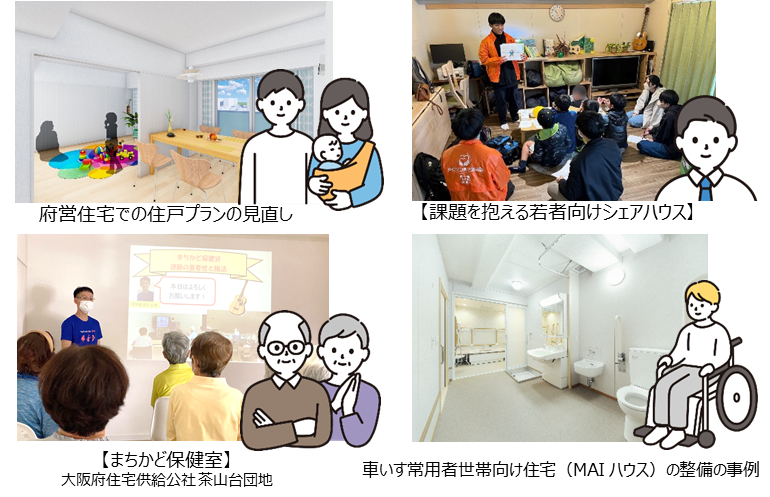 府営住宅での住戸プランの見直し
【課題を抱える若者向けシェアハウス】
まちかど保健室
本日はよろしく
お願いします！
【まちかど保健室】
大阪府住宅供給公社 茶山台団地
車いす常用者世帯向け住宅（MAI ハウス）の整備の事例